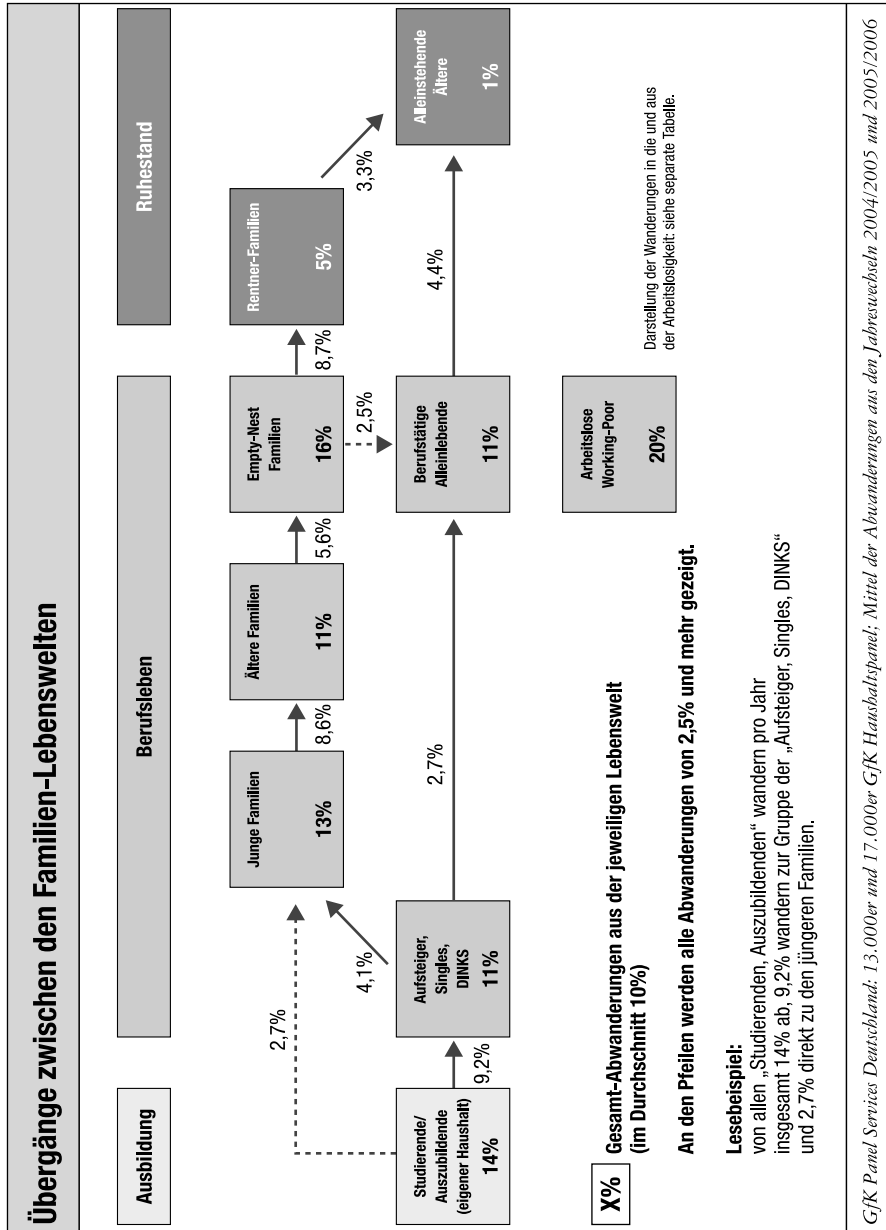 Übergänge zwischen den Familien-Lebenswelten
Ausbildung
Berufsleben
Ruhestand
Studierende/
Auszubildende
(eigener Haushalt)
14%
2,7%
9,2%
Aufsteiger,
Singles,
DINKS
11%
4,1%
2,7%
Junge Familien
13%
8,6%
Ältere Familien
11%
5,6%
Empty-Nest
Familien
16%
8,7%
2,5%
Berufstätige
Alleinlebende
11%
4,4%
Rentner-Familien
5%
3,3%
Alleinstehende
Ältere
1%
Arbeitslose
Working-Poor
20%
Darstellung der Wanderungen in die und aus
der Arbeitslosigkeit: siehe separate Tabelle.
X%
Gesamt-Abwanderungen aus der jeweiligen Lebenswelt
(im Durchschnitt 10%)
An den Pfeilen werden alle Abwanderungen von 2,5% und mehr gezeigt.
Lesebeispiel:
von allen „Studierenden, Auszubildenden“ wandern pro Jahr
insgesamt 14% ab, 9,2% wandern zur Gruppe der „Aufsteiger, Singles, DINKS“
und 2,7% direkt zu den jüngeren Familien.
GfK Panel Services Deutschland: 13.000er und 17.000er GfK Haushaltspanel; Mittel der Abwanderungen aus den Jahreswechseln 2004/2005 und 2005/2006